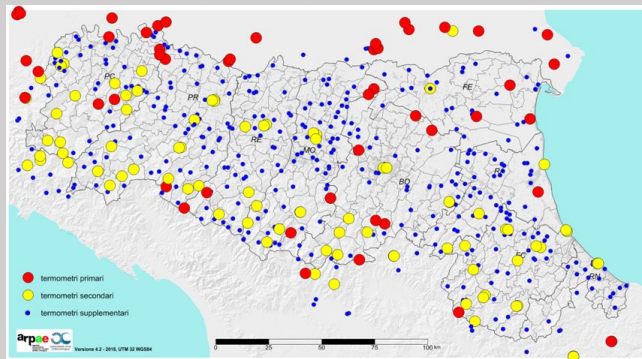 PC
PR
RE
MO
BO
FE
RA
FC
RN
termometri primari
termometri secondari
termometri supplementari
arpae
Versione 4.2 - 2018, UTM 32 WGS84
0 25 50 75 100 km